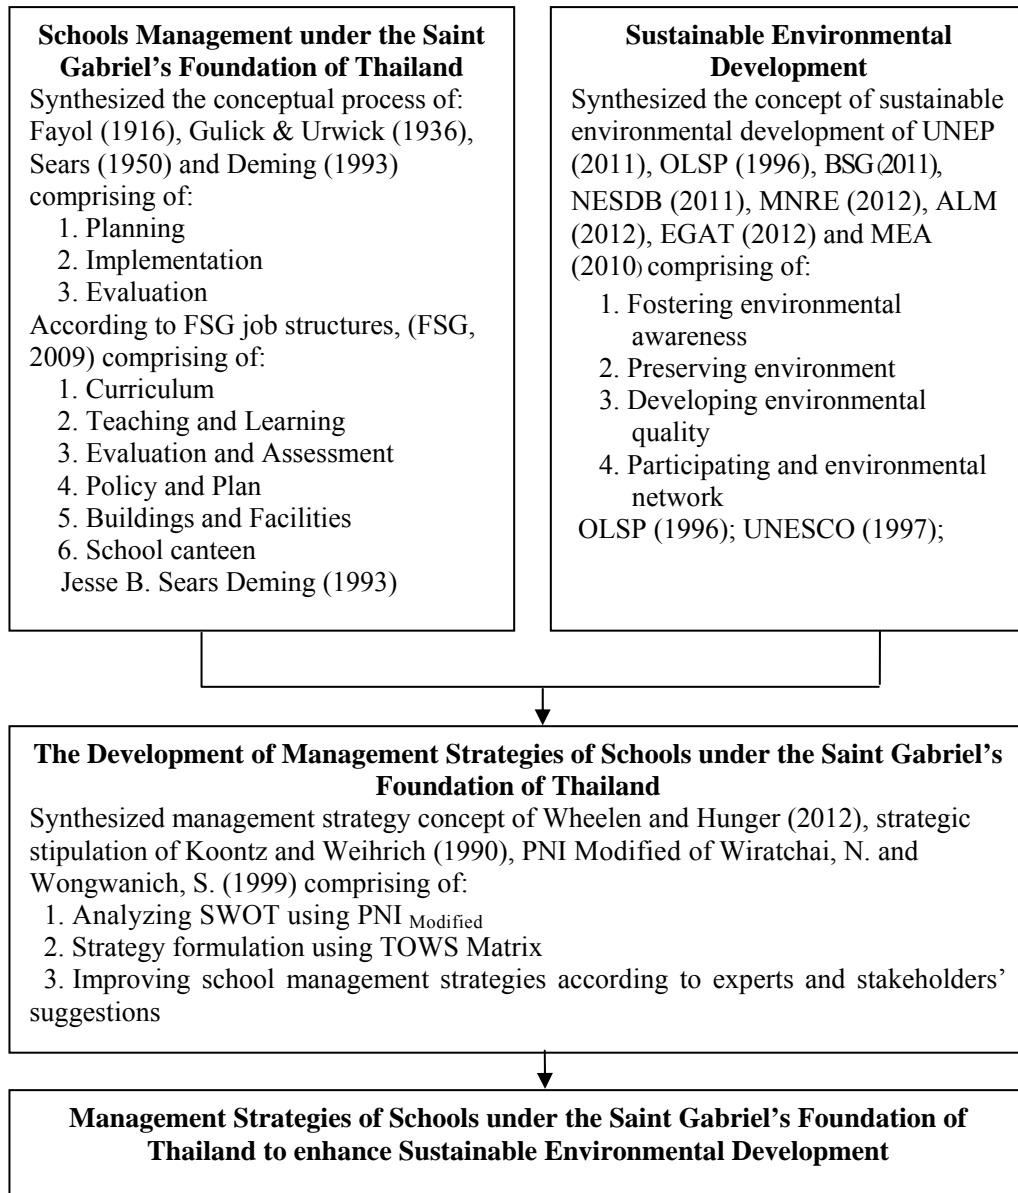 Schools Management under the Saint
Gabriel's Foundation of Thailand
Synthesized the conceptual process of:
Fayol (1916), Gulick & Urwick (1936),
Sears (1950) and Deming (1993)
comprising of:
1. Planning
2. Implementation
3. Evaluation
According to FSG job structures, (FSG,
2009) comprising of:
1. Curriculum
2. Teaching and Learning
3. Evaluation and Assessment
4. Policy and Plan
5. Buildings and Facilities
6. School canteen
Jesse B. Sears Deming (1993)
Sustainable Environmental
Development
Synthesized the concept of sustainable
environmental development of UNEP
(2011), OLSP (1996), BSG(2011),
NESDB (2011), MNRE (2012), ALM
(2012), EGAT (2012) and MEA
(2010) comprising of:
1. Fostering environmental
awareness
2. Preserving environment
3. Developing environmental
quality
4. Participating and environmental
network
OLSP (1996); UNESCO (1997);
The Development of Management Strategies of Schools under the Saint Gabriel's
Foundation of Thailand
Synthesized management strategy concept of Wheelen and Hunger (2012), strategic
stipulation of Koontz and Weihrich (1990), PNI Modified of Wiratchai, N. and
Wongwanich, S. (1999) comprising of:
1. Analyzing SWOT using PNI Modified
2. Strategy formulation using TOWS Matrix
3. Improving school management strategies according to experts and stakeholders'
suggestions
Management Strategies of Schools under the Saint Gabriel's Foundation of
Thailand to enhance Sustainable Environmental Development